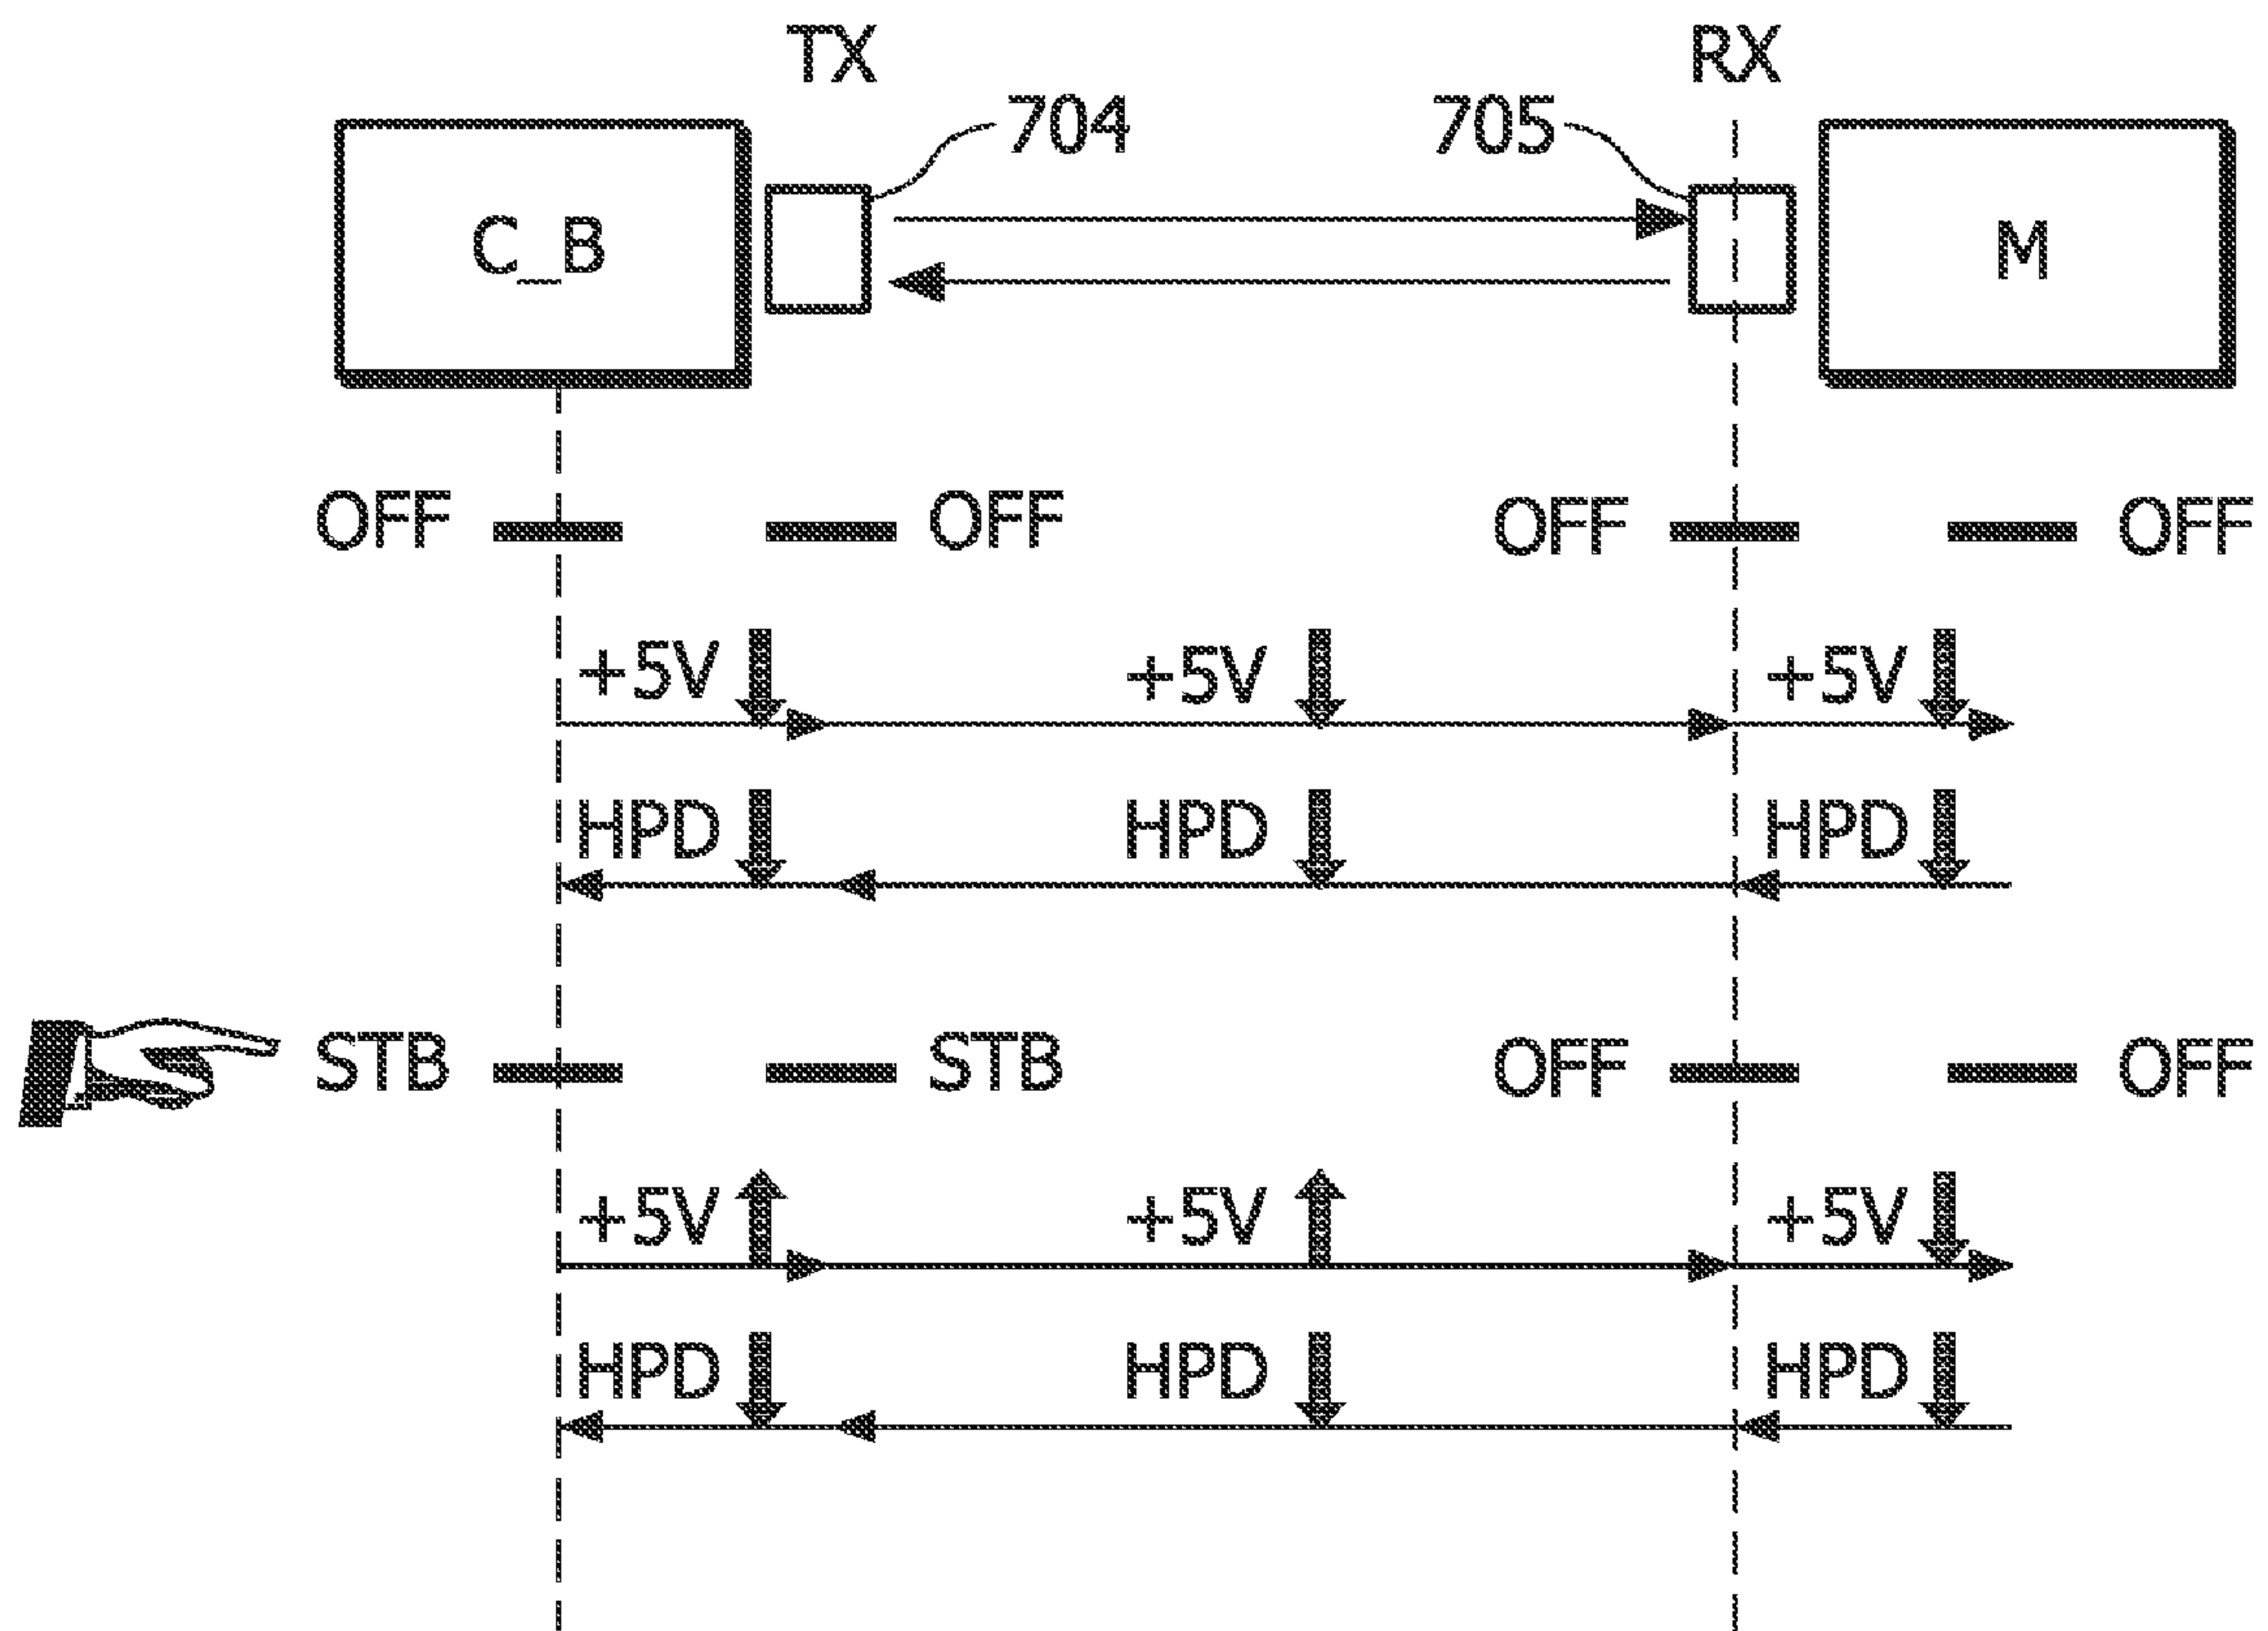 TX RX
704 705
C_B M
OFF OFF OFF OFF
+5V +5V +5V
HPD HPD HPD
STB STB OFF OFF
+5V +5V +5V
HPD HPD HPD